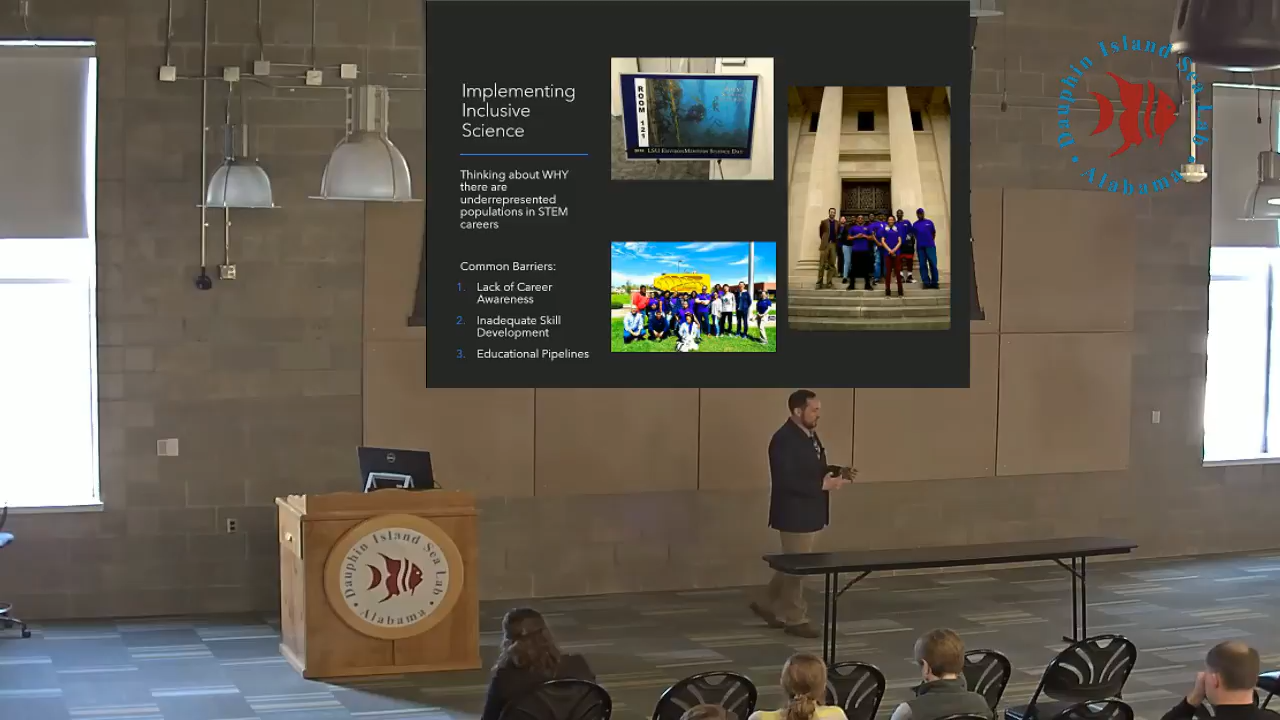 Implementing
Inclusive
Science
Thinking about WHY
there are
underrepresented
populations in STEM
careers
Common Barriers:
1. Lack of Career
Awareness
2. Inadequate Skill
Development
3. Educational Pipelines
ROOM 121
Dauphin Island Sea Lab
Alabama
DELL
Dauphin Island Sea Lab
Alabama